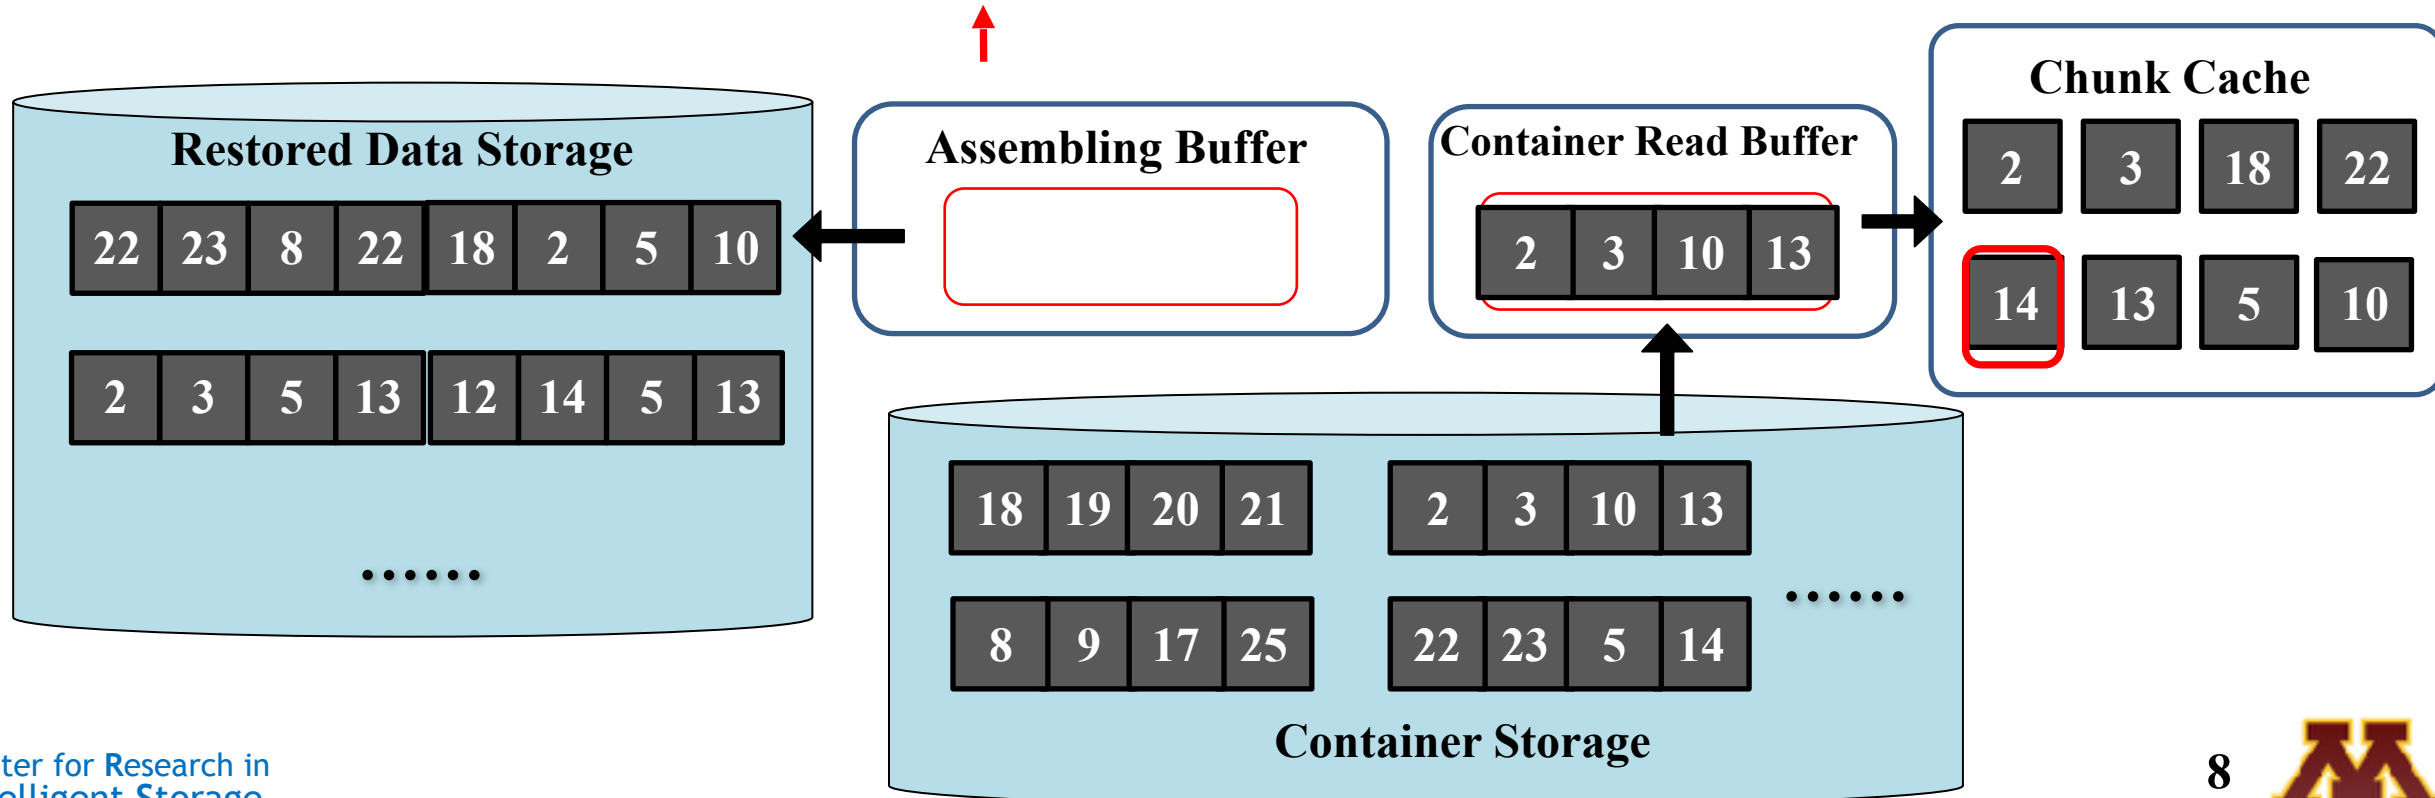 Restored Data Storage
22 23 8 22 18 2 5 10
2 3 5 13 12 14 5 13
......
Assembling Buffer
Container Read Buffer
2 3 10 13
Chunk Cache
2 3 18 22
14 13 5 10
18 19 20 21 2 3 10 13
8 9 17 25 22 23 5 14
......
Container Storage
ter for Research in
elligent Storage
8